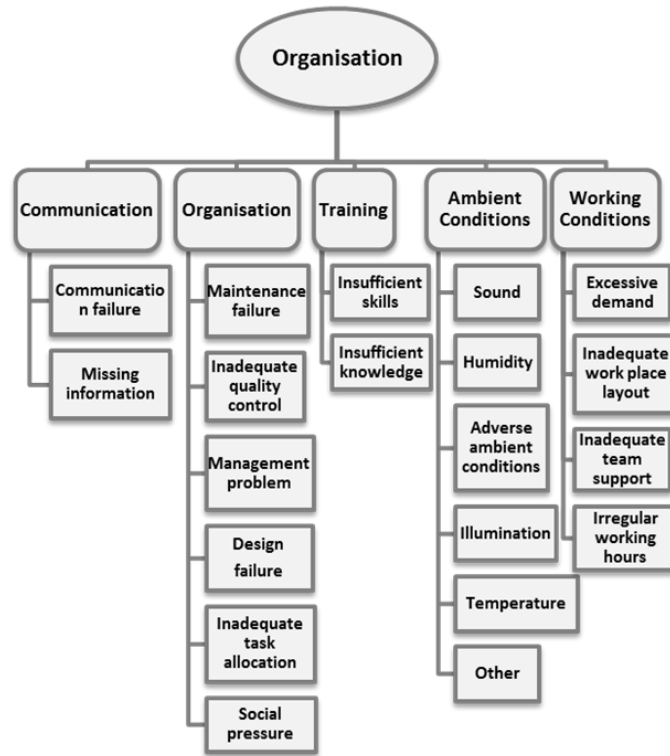 Organisation
Communication
Organisation
Training
Ambient
Conditions
Working
Conditions
Communicatio
n failure
Missing
information
Maintenance
failure
Inadequate
quality
control
Management
problem
Design
failure
Inadequate
task
allocation
Social
pressure
Insufficient
skills
Insufficient
knowledge
Sound
Humidity
Adverse
ambient
conditions
Illumination
Temperature
Other
Excessive
demand
Inadequate
work place
layout
Inadequate
team
support
Irregular
working
hours